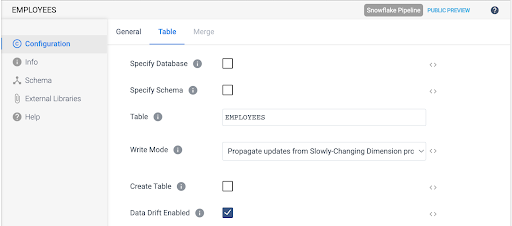 EMPLOYEES
Snowflake Pipeline
PUBLIC PREVIEW
Configuration
Info
Schema
External Libraries
Help
General
Table
Merge
Specify Database
Specify Schema
Table
EMPLOYEES
Write Mode
Propagate updates from Slowly-Changing Dimension prc
Create Table
Data Drift Enabled